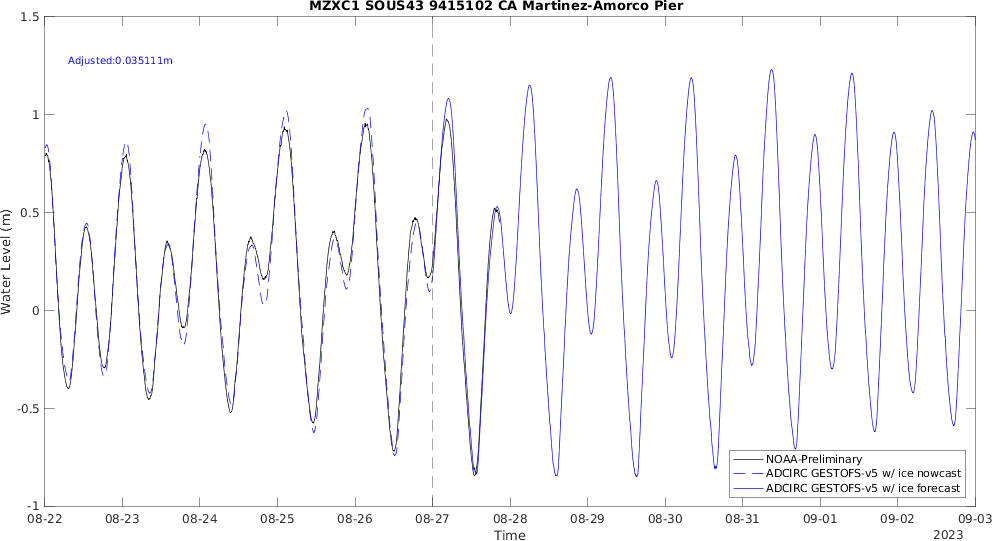 MZXC1 SOUS43 9415102 CA Martinez-Amorco Pier
Adjusted:0.035111m
Water Level (m)
1.5
1
0.5
0
-0.5
-1
NOAA-Preliminary
ADCIRC GESTOFS-v5 w/ ice nowcast
ADCIRC GESTOFS-v5 w/ ice forecast
08-22 08-23 08-24 08-25 08-26 08-27 08-28 08-29 08-30 08-31 09-01 09-02 09-03
Time
2023